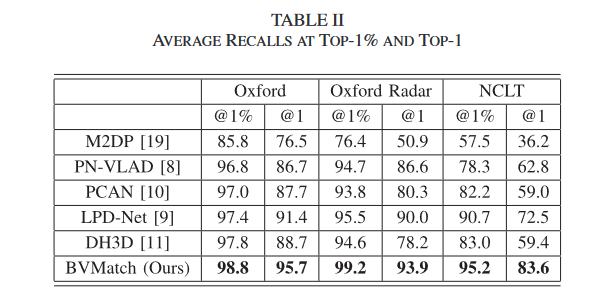 TABLE II
AVERAGE RECALLS AT TOP-1% AND TOP-1
Oxford Oxford Radar NCLT
@1% @1 @1% @1 @1% @1
M2DP [19] 85.8 76.5 76.4 50.9 57.5 36.2
PN-VLAD [8] 96.8 86.7 94.7 86.6 78.3 62.8
PCAN [10] 97.0 87.7 93.8 80.3 82.2 59.0
LPD-Net [9] 97.4 91.4 95.5 90.0 90.7 72.5
DH3D [11] 97.8 88.7 94.6 78.2 83.0 59.4
BVMatch (Ours) 98.8 95.7 99.2 93.9 95.2 83.6